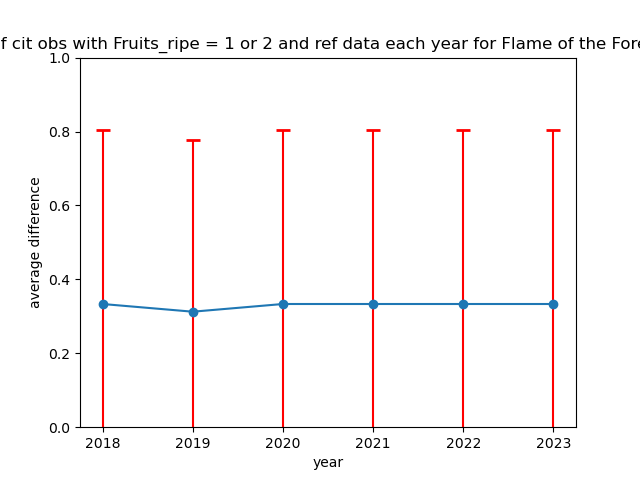 f cit obs with Fruits_ripe = 1 or 2 and ref data each year for Flame of the Fore
1.0
0.8
0.6
0.4
0.2
0.0
average difference
2018 2019 2020 2021 2022 2023
year